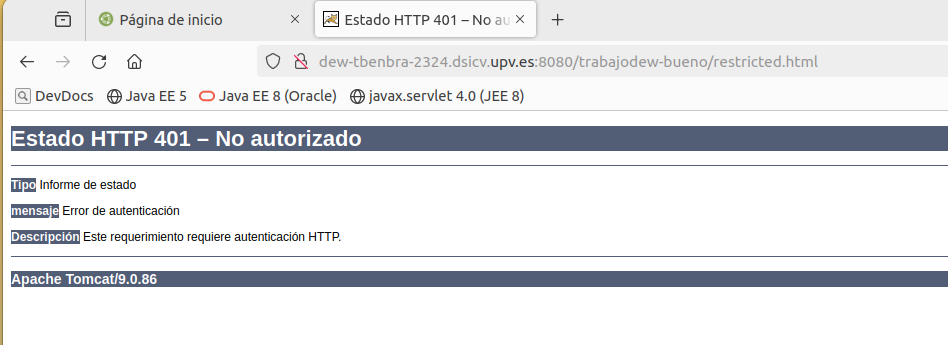 Página de inicio
Estado HTTP 401 – No au
dew-tbenbra-2324.dsicv.upv.es:8080/trabajodew-bueno/restricted.html
DevDocs Java EE 5 Java EE 8 (Oracle) javax.servlet 4.0 (JEE 8)
Estado HTTP 401 – No autorizado
Tipo Informe de estado
mensaje Error de autenticación
Descripción Este requerimiento requiere autenticación HTTP.
Apache Tomcat/9.0.86